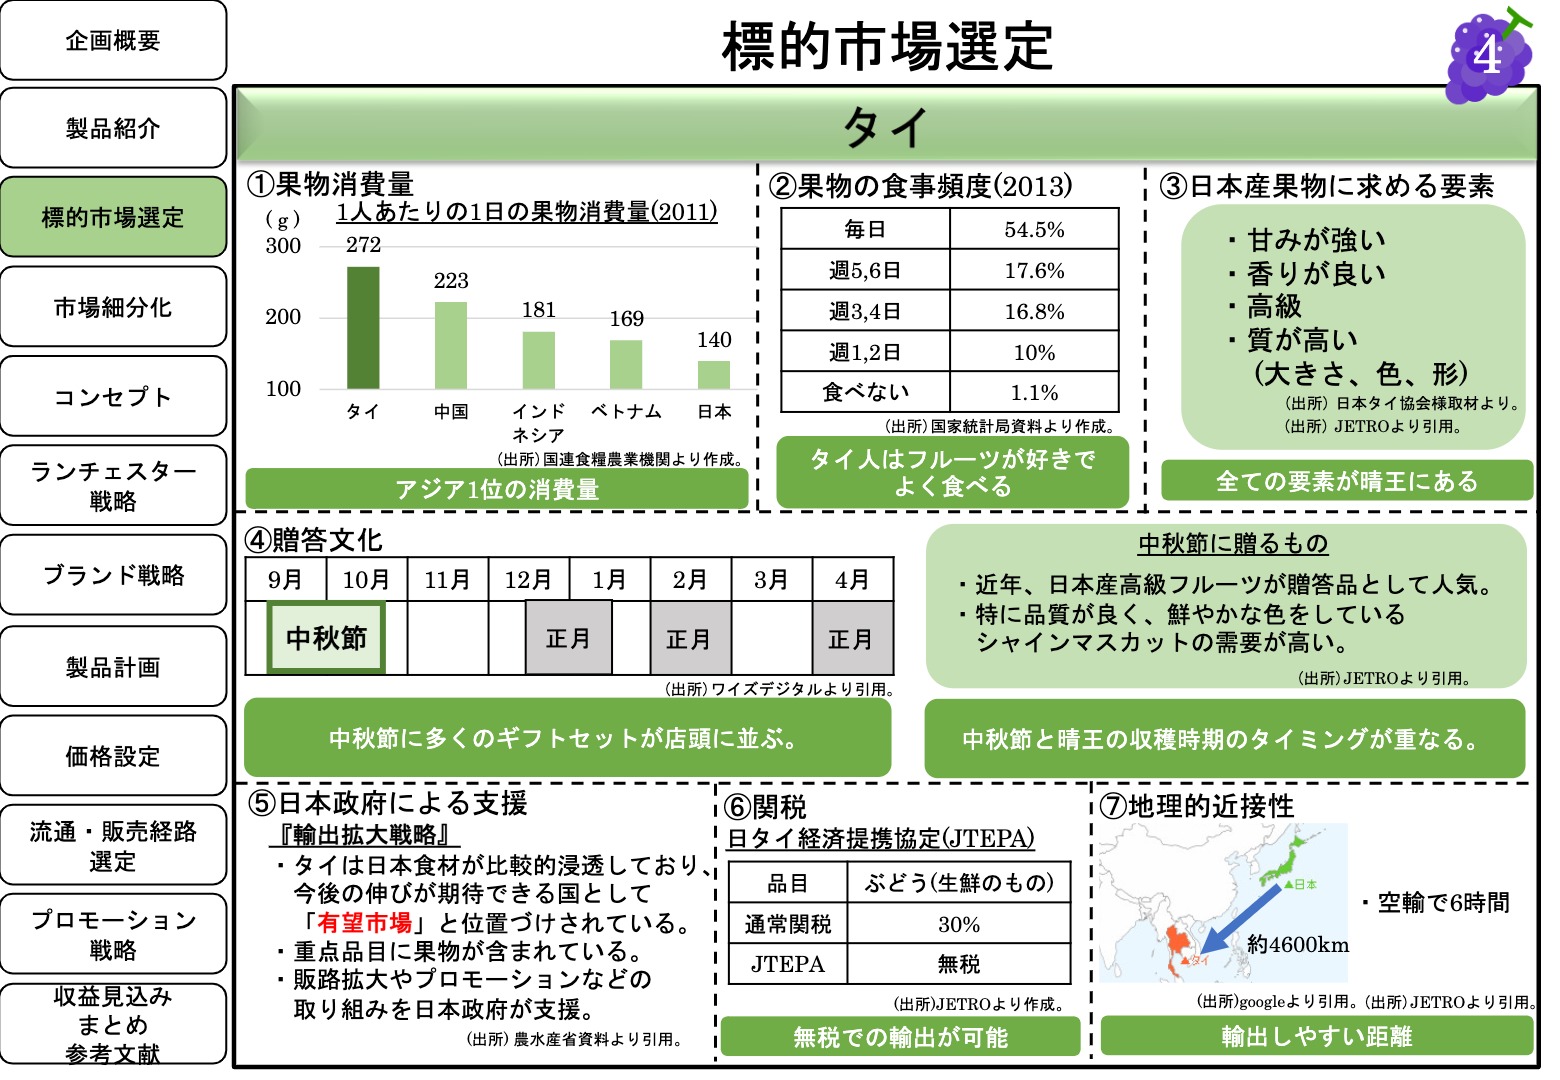 標的市場選定
4
企画概要
製品紹介
標的市場選定
市場細分化
コンセプト
ランチェスター
戦略
ブランド戦略
製品計画
価格設定
流通・販売経路
選定
プロモーション
戦略
収益見込み
まとめ
参考文献
タイ
①果物消費量
1人あたりの1日の果物消費量(2011)
(g)
300
200
100
272
223
181
169
140
タイ
中国
インド
ネシア
ベトナム
日本
(出所)国連食糧農業機関より作成。
アジア1位の消費量
②果物の食事頻度(2013)
毎日 54.5%
週5,6日 17.6%
週3,4日 16.8%
週1,2日 10%
食べない 1.1%
(出所)国家統計局資料より作成。
タイ人はフルーツが好きで
よく食べる
③日本産果物に求める要素
・甘みが強い
・香りが良い
・高級
・質が高い
(大きさ、色、形)
(出所) 日本タイ協会様取材より。
(出所) JETROより引用。
全ての要素が晴王にある
④贈答文化
9月 10月 11月 12月 1月 2月 3月 4月
中秋節 正月 正月 正月
(出所)ワイズデジタルより引用。
中秋節に多くのギフトセットが店頭に並ぶ。
中秋節に贈るもの
・近年、日本産高級フルーツが贈答品として人気。
・特に品質が良く、鮮やかな色をしている
シャインマスカットの需要が高い。
(出所)JETROより引用。
中秋節と晴王の収穫時期のタイミングが重なる。
⑤日本政府による支援
『輸出拡大戦略』
・タイは日本食材が比較的浸透しており、
今後の伸びが期待できる国として
「有望市場」と位置づけされている。
・重点品目に果物が含まれている。
・販路拡大やプロモーションなどの
取り組みを日本政府が支援。
(出所) 農水産省資料より引用。
⑥関税
日タイ経済提携協定(JTEPA)
品目 ぶどう(生鮮のもの)
通常関税 30%
JTEPA 無税
(出所)JETROより作成。
無税での輸出が可能
⑦地理的近接性
▲日本
▲タイ
約4600km
・空輸で6時間
(出所)googleより引用。(出所)JETROより引用。
輸出しやすい距離